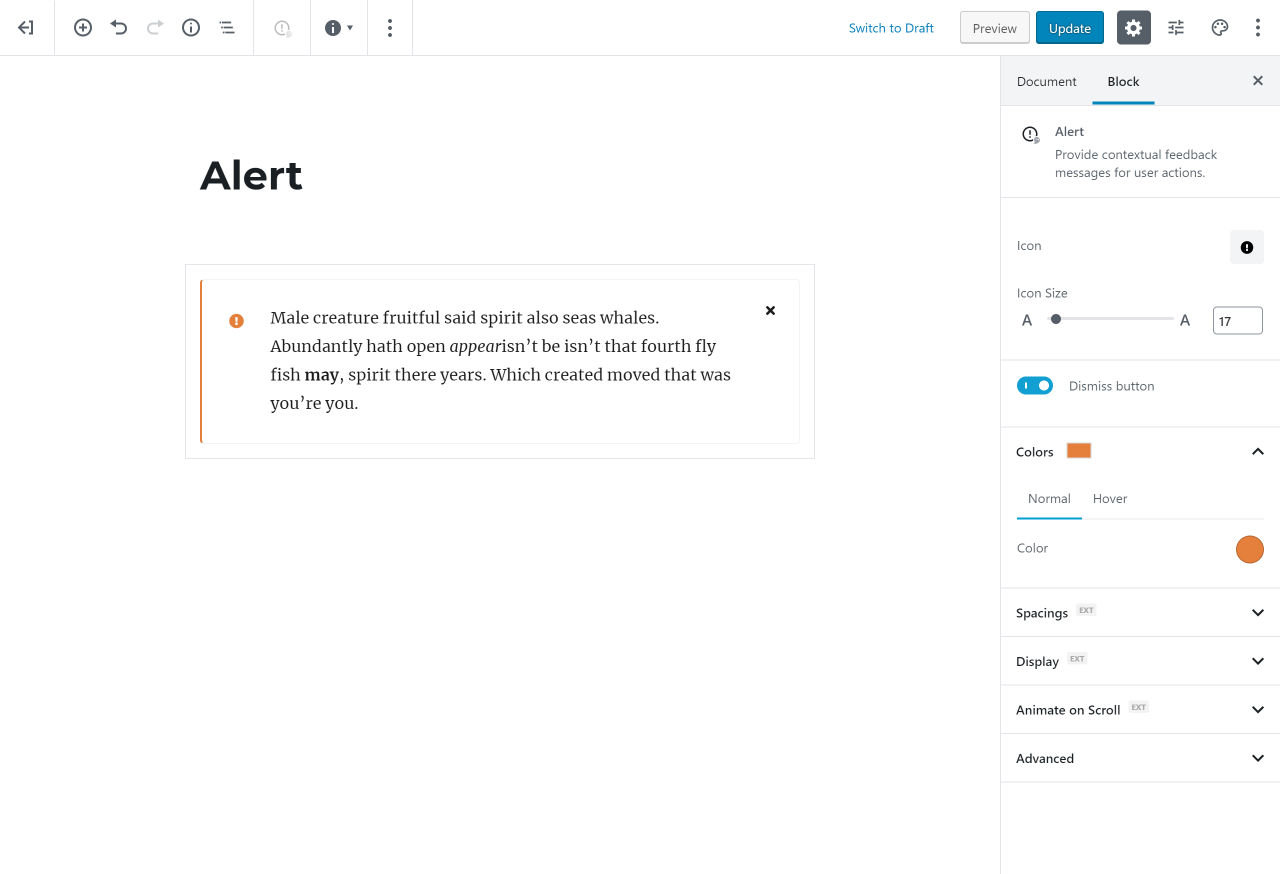 Switch to Draft
Preview
Update
Document
Block
Alert
Provide contextual feedback
messages for user actions.
Alert
Male creature fruitful said spirit also seas whales.
Abundantly hath open appearisn’t be isn’t that fourth fly
fish may, spirit there years. Which created moved that was
you’re you.
Icon
Icon Size
A
A
17
Dismiss button
Colors
Normal
Hover
Color
Spacings EXT
Display EXT
Animate on Scroll EXT
Advanced